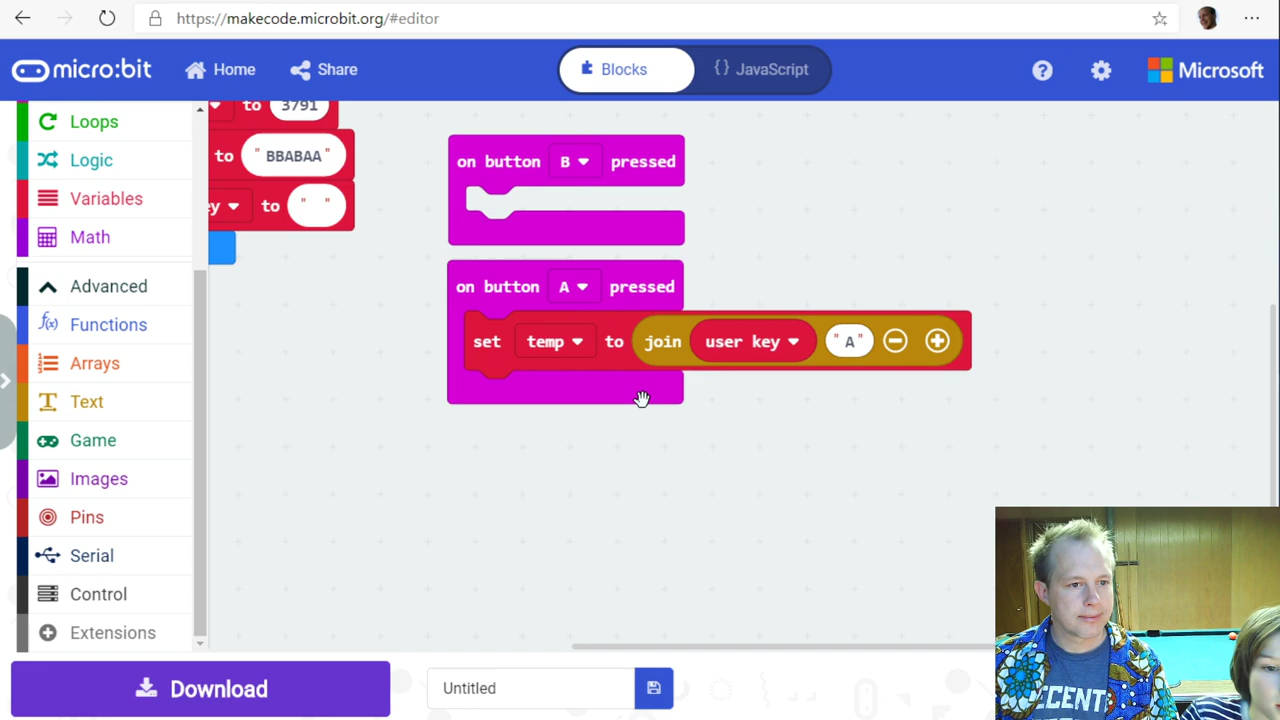 https://makecode.microbit.org/#editor
micro:bit
Home
Share
Blocks
{} JavaScript
?
Microsoft
Loops
Logic
Variables
Math
Advanced
f(x) Functions
Arrays
Text
Game
Images
Pins
Serial
Control
Extensions
to 3791
to " BBABAA "
ey to " "
on button B pressed
on button A pressed
set temp to join user key "A" - +
Download
Untitled
ECENT